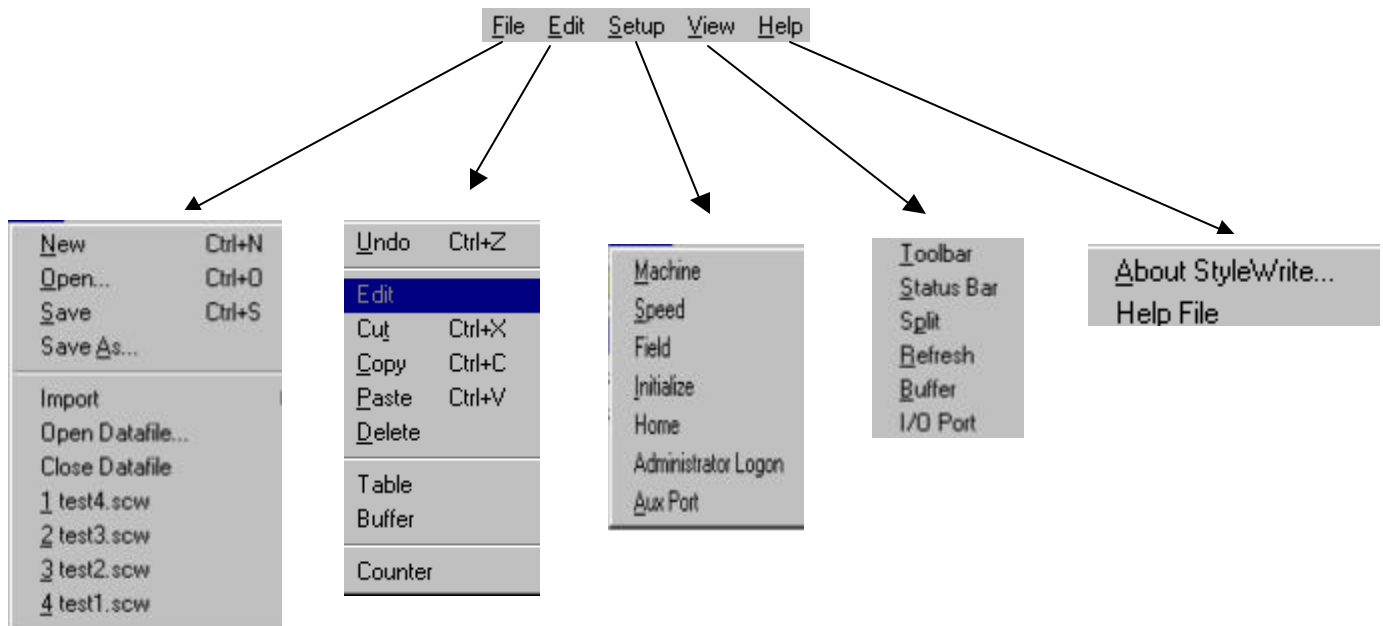 File Edit Setup View Help
New Ctrl+N
Open... Ctrl+O
Save Ctrl+S
Save As...
Import
Open Datafile...
Close Datafile
1 test4.scw
2 test3.scw
3 test2.scw
4 test1.scw
Undo Ctrl+Z
Edit
Cut Ctrl+X
Copy Ctrl+C
Paste Ctrl+V
Delete
Table
Buffer
Counter
Machine
Speed
Field
Initialize
Home
Administrator Logon
Aux Port
Toolbar
Status Bar
Split
Refresh
Buffer
I/O Port
About StyleWrite...
Help File